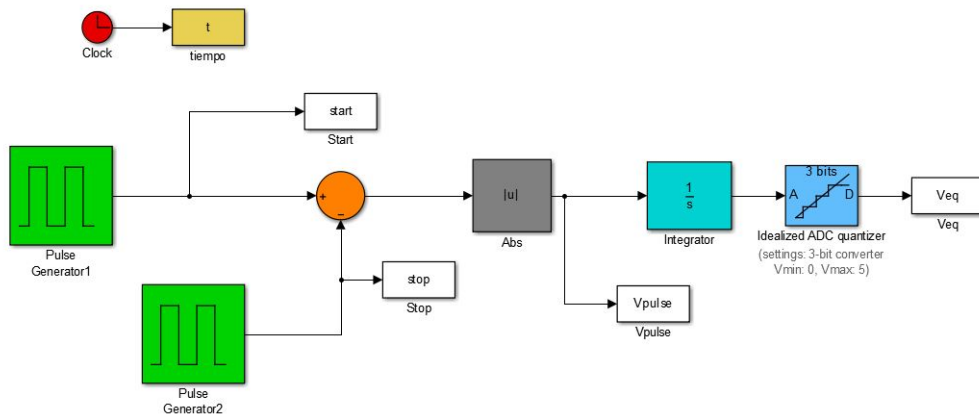 t
Clock
tiempo
start
Start
+
−
|u|
Abs
1
s
Integrator
3 bits
A
D
Idealized ADC quantizer
(settings: 3-bit converter
Vmin: 0, Vmax: 5)
Veq
Veq
Pulse
Generator1
stop
Stop
Vpulse
Vpulse
Pulse
Generator2